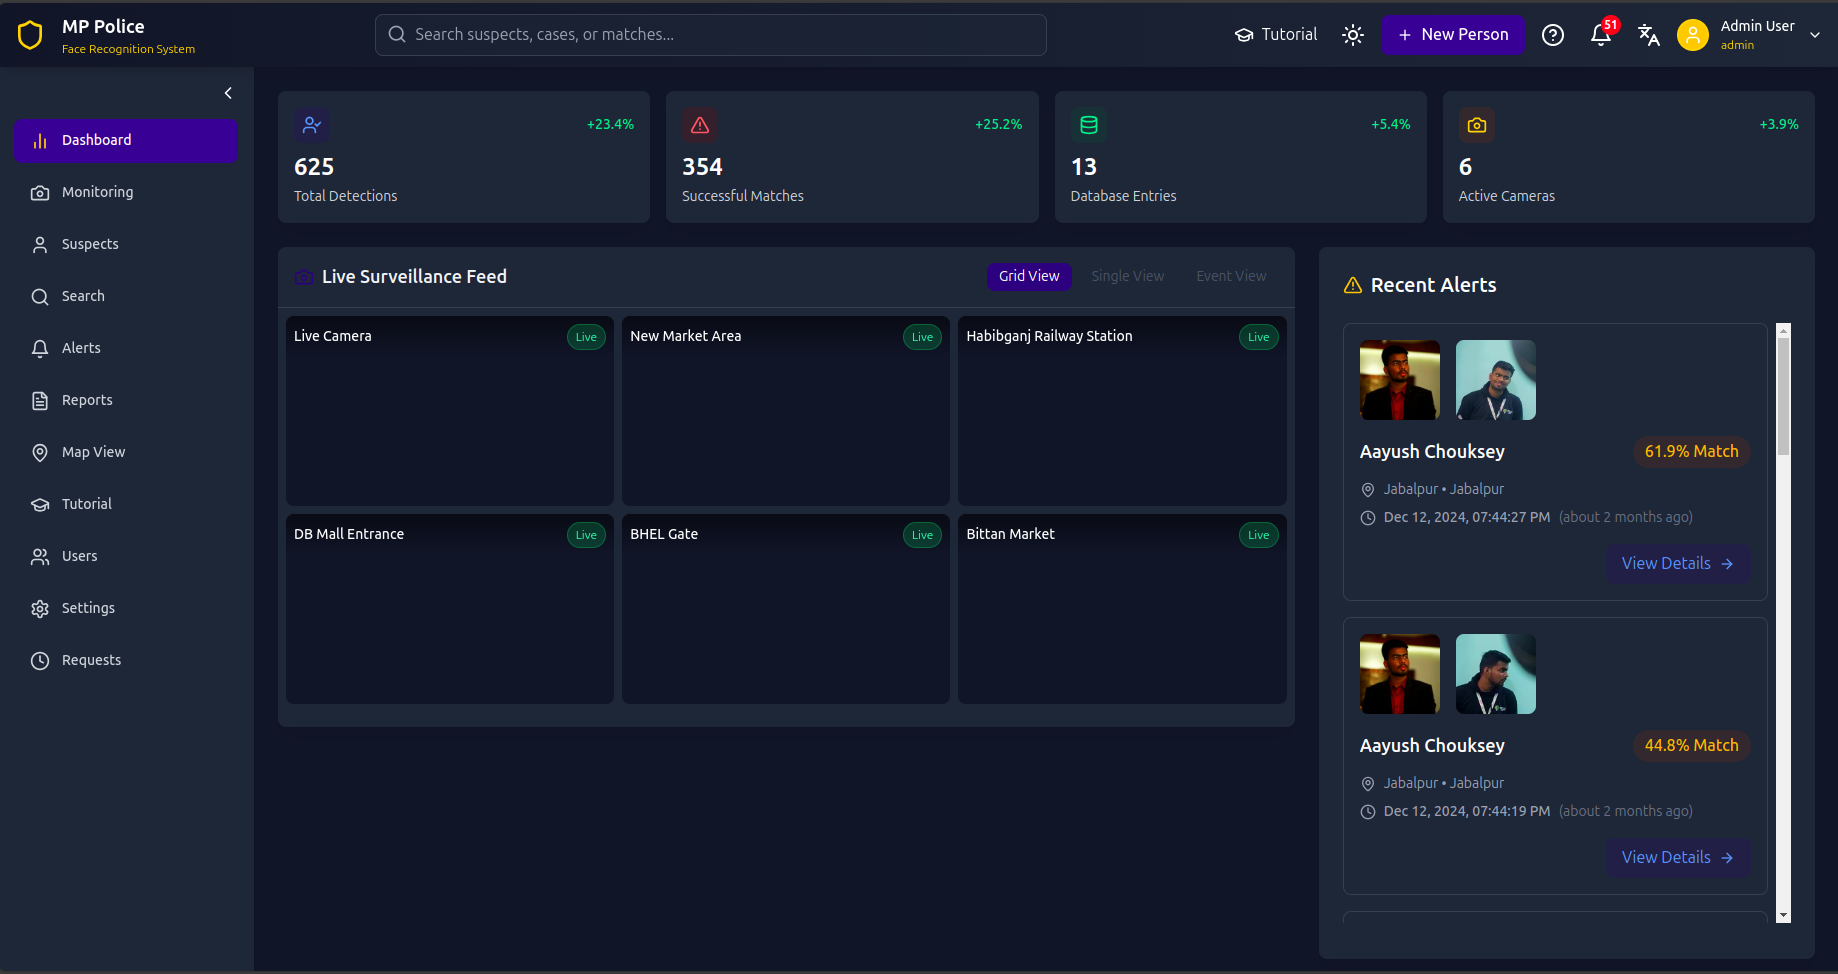 MP Police
Face Recognition System
Search suspects, cases, or matches...
Tutorial
New Person
51
Admin User
admin
Dashboard
Monitoring
Suspects
Search
Alerts
Reports
Map View
Tutorial
Users
Settings
Requests
+23.4%
625
Total Detections
+25.2%
354
Successful Matches
+5.4%
13
Database Entries
+3.9%
6
Active Cameras
Live Surveillance Feed
Grid View
Single View
Event View
Live Camera
Live
New Market Area
Live
Habibganj Railway Station
Live
DB Mall Entrance
Live
BHEL Gate
Live
Bittan Market
Live
Recent Alerts
Aayush Chouksey
61.9% Match
Jabalpur • Jabalpur
Dec 12, 2024, 07:44:27 PM (about 2 months ago)
View Details
Aayush Chouksey
44.8% Match
Jabalpur • Jabalpur
Dec 12, 2024, 07:44:19 PM (about 2 months ago)
View Details